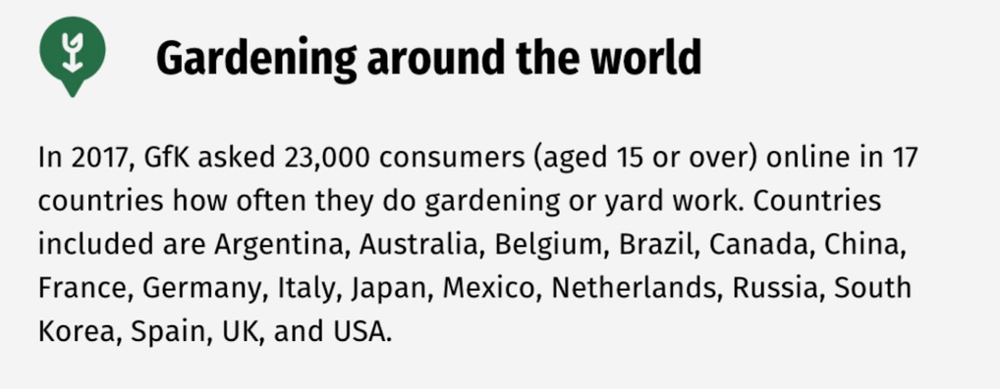 Gardening around the world
In 2017, GfK asked 23,000 consumers (aged 15 or over) online in 17
countries how often they do gardening or yard work. Countries
included are Argentina, Australia, Belgium, Brazil, Canada, China,
France, Germany, Italy, Japan, Mexico, Netherlands, Russia, South
Korea, Spain, UK, and USA.